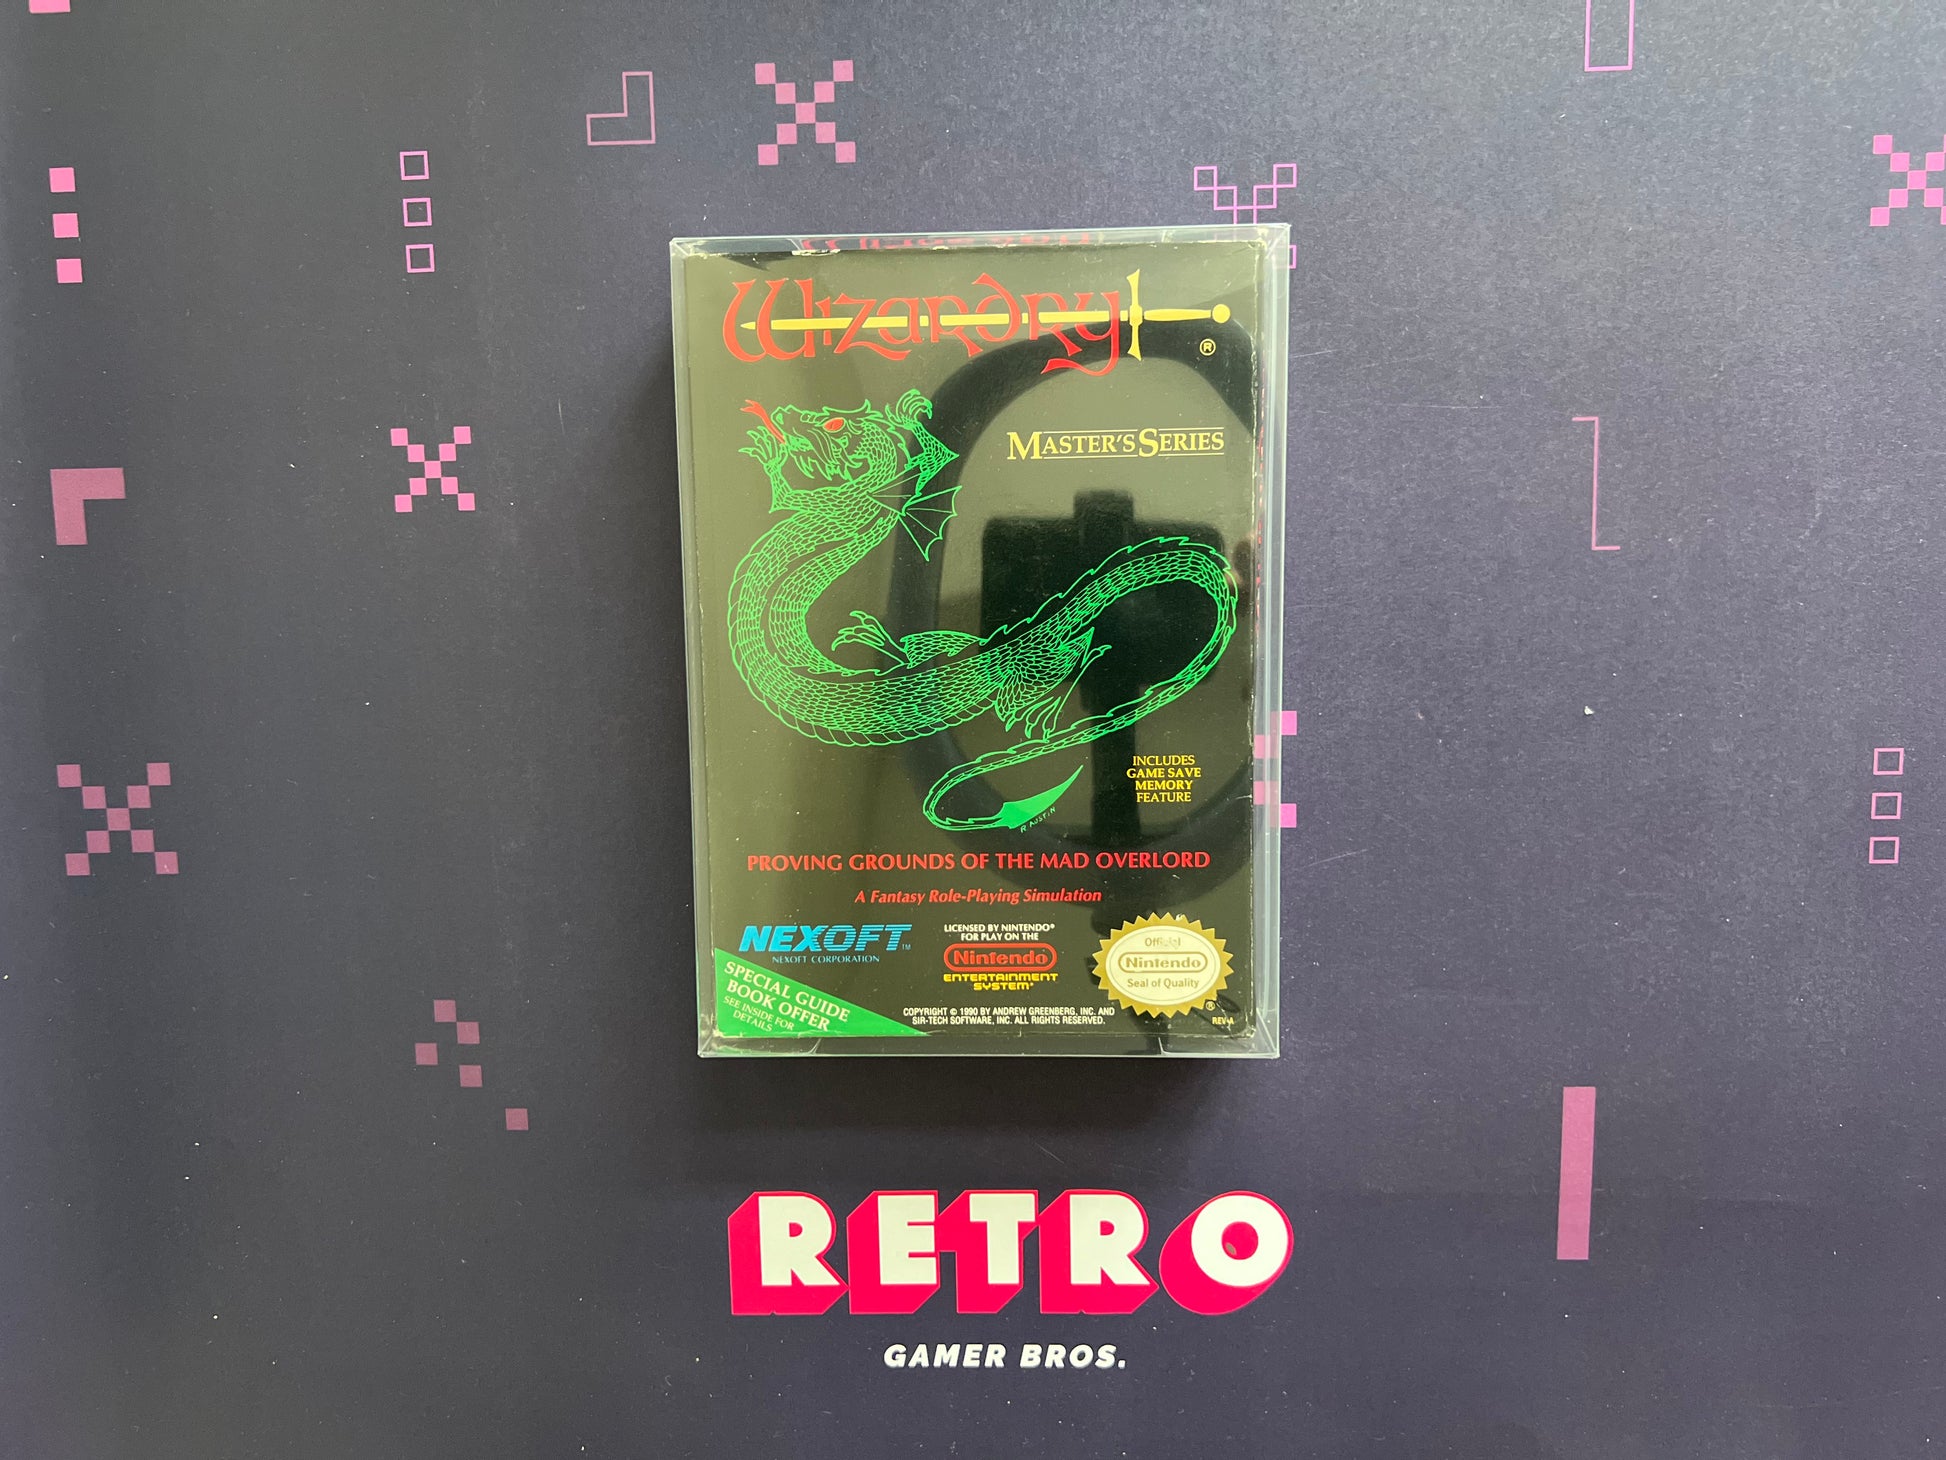 Wizardry
®
MASTER'S SERIES
R. AUSTIN
INCLUDES
GAME SAVE
MEMORY
FEATURE
PROVING GROUNDS OF THE MAD OVERLORD
A Fantasy Role-Playing Simulation
NEXOFT™
NEXOFT CORPORATION
LICENSED BY NINTENDO®
FOR PLAY ON THE
Nintendo
ENTERTAINMENT
SYSTEM®
Official
Nintendo
Seal of Quality
®
SPECIAL GUIDE
BOOK OFFER
SEE INSIDE FOR
DETAILS
COPYRIGHT © 1990 BY ANDREW GREENBERG, INC. AND
SIR-TECH SOFTWARE, INC. ALL RIGHTS RESERVED.
REV-A
RETRO
GAMER BROS.